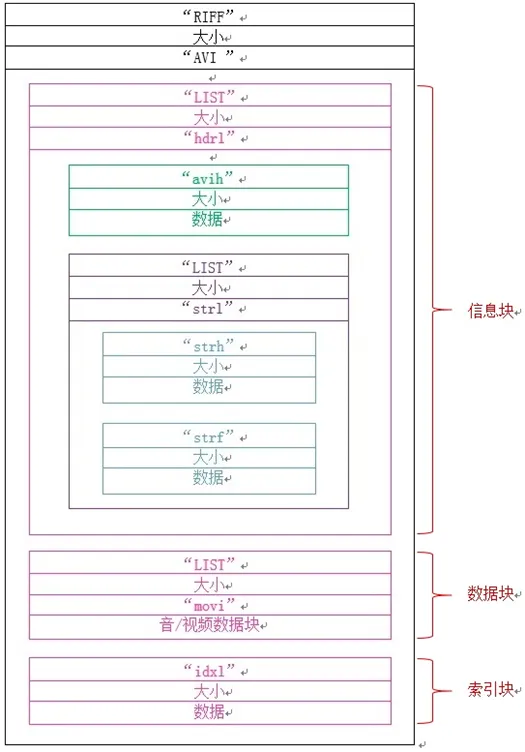 “RIFF”
大小
“AVI ”
“LIST”
大小
“hdrl”
“avih”
大小
数据
“LIST”
大小
“strl”
“strh”
大小
数据
“strf”
大小
数据
信息块
“LIST”
大小
“movi”
音/视频数据块
数据块
“idxl”
大小
数据
索引块